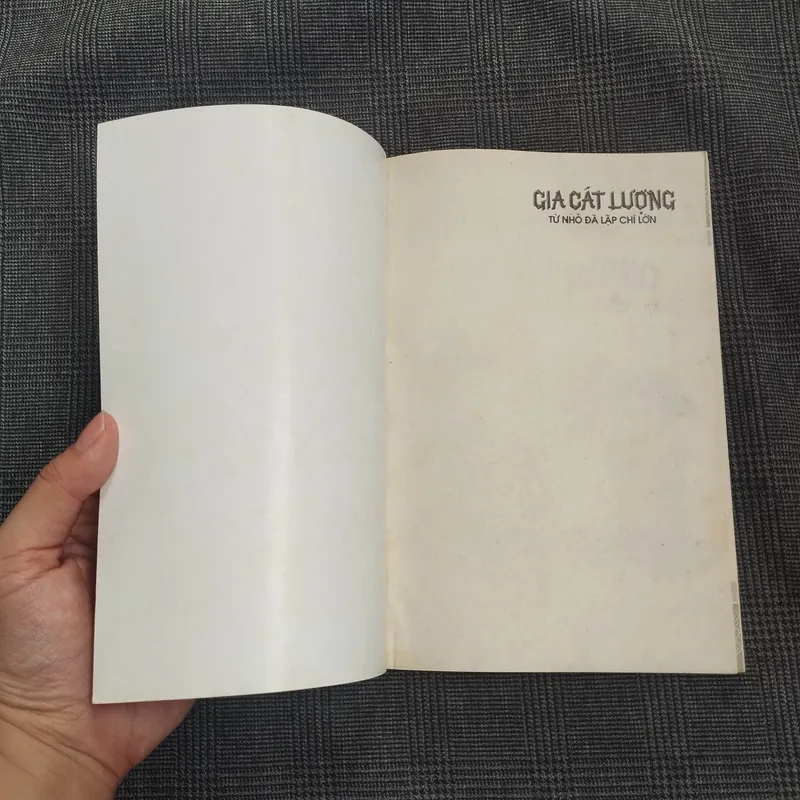 GIA CÁT LƯỢNG
TỪ NHỎ ĐÃ LẬP CHÍ LỚN